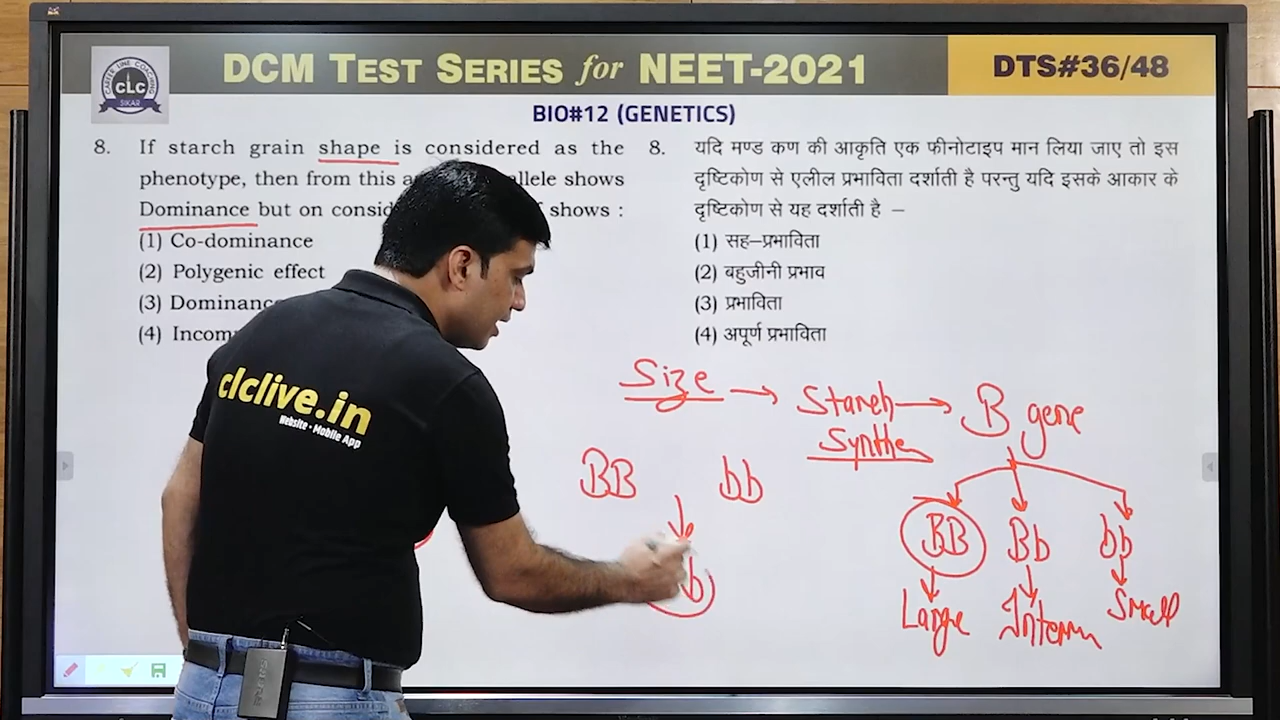 DCM TEST SERIES for NEET-2021
DTS#36/48
CLC
SIKAR
BIO#12 (GENETICS)
8. If starch grain shape is considered as the
phenotype, then from this allele shows
Dominance but on shows :
(1) Co-dominance
(2) Polygenic effect
(3) Dominance
(4)
8. यदि मण्ड कण की आकृति एक फीनोटाइप मान लिया जाए तो इस
दृष्टिकोण से एलील प्रभाविता दर्शाती है परन्तु यदि इसके आकार के
दृष्टिकोण से यह दर्शाती है –
(1) सह–प्रभाविता
(2) बहुजीनी प्रभाव
(3) प्रभाविता
(4) अपूर्ण प्रभाविता
Size → Starch → B gene
Synthe
BB bb
b
BB Bb bb
Large Interm Small
clclive.in
Website • Mobile App